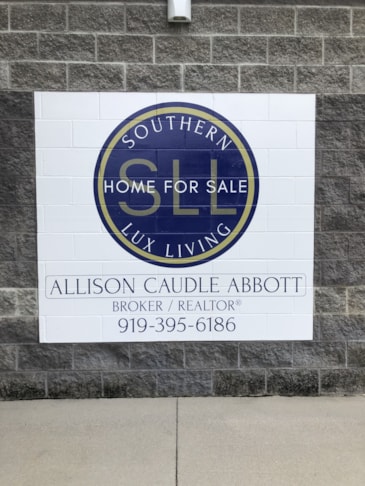 SOUTHERN
SLL
HOME FOR SALE
LUX LIVING
ALLISON CAUDLE ABBOTT
BROKER / REALTOR®
919-395-6186